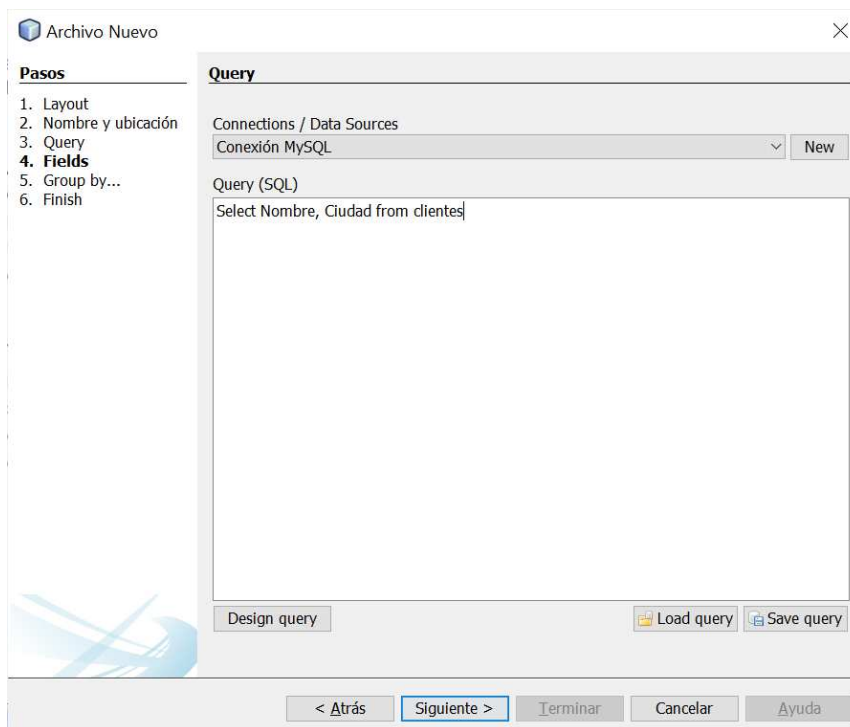 Archivo Nuevo
Pasos
1. Layout
2. Nombre y ubicación
3. Query
4. Fields
5. Group by...
6. Finish
Query
Connections / Data Sources
Conexión MySQL New
Query (SQL)
Select Nombre, Ciudad from clientes
Design query Load query Save query
< Atrás Siguiente > Terminar Cancelar Ayuda